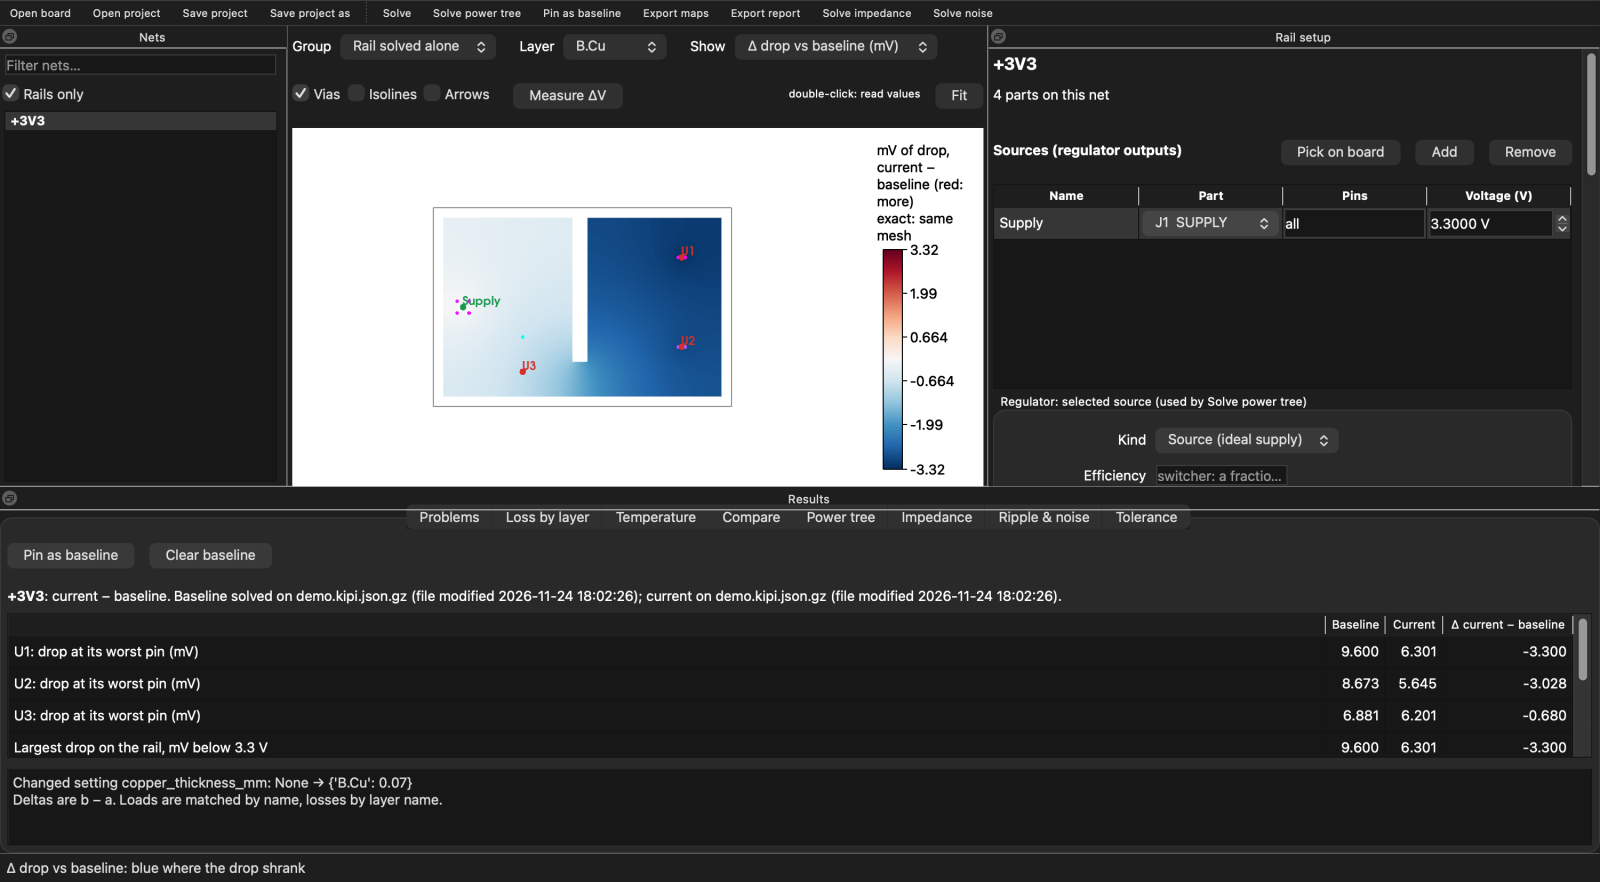 Open board Open project Save project Save project as Solve Solve power tree Pin as baseline Export maps Export report Solve impedance Solve noise
Nets
Filter nets...
Rails only
+3V3
Group Rail solved alone Layer B.Cu Show Δ drop vs baseline (mV)
Vias Isolines Arrows Measure ΔV double-click: read values Fit
mV of drop,
current –
baseline (red:
more)
exact: same
mesh
3.32
1.99
0.664
-0.664
-1.99
-3.32
U1
Supply
U2
U3
Rail setup
+3V3
4 parts on this net
Sources (regulator outputs) Pick on board Add Remove
Name Part Pins Voltage (V)
Supply J1 SUPPLY all 3.3000 V
Regulator: selected source (used by Solve power tree)
Kind Source (ideal supply)
Efficiency switcher: a fractio...
Results
Problems Loss by layer Temperature Compare Power tree Impedance Ripple & noise Tolerance
Pin as baseline Clear baseline
+3V3: current – baseline. Baseline solved on demo.kipi.json.gz (file modified 2026-11-24 18:02:26); current on demo.kipi.json.gz (file modified 2026-11-24 18:02:26).
Baseline Current Δ current – baseline
U1: drop at its worst pin (mV) 9.600 6.301 -3.300
U2: drop at its worst pin (mV) 8.673 5.645 -3.028
U3: drop at its worst pin (mV) 6.881 6.201 -0.680
Largest drop on the rail, mV below 3.3 V 9.600 6.301 -3.300
Changed setting copper_thickness_mm: None → {'B.Cu': 0.07}
Deltas are b – a. Loads are matched by name, losses by layer name.
Δ drop vs baseline: blue where the drop shrank